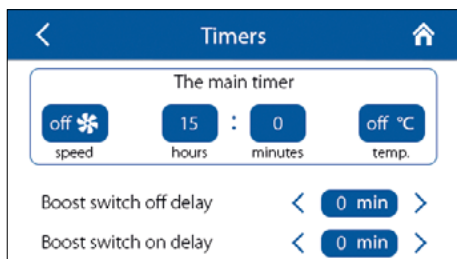 Timers
The main timer
off 15 : 0 off °C
speed hours minutes temp.
Boost switch off delay 0 min
Boost switch on delay 0 min